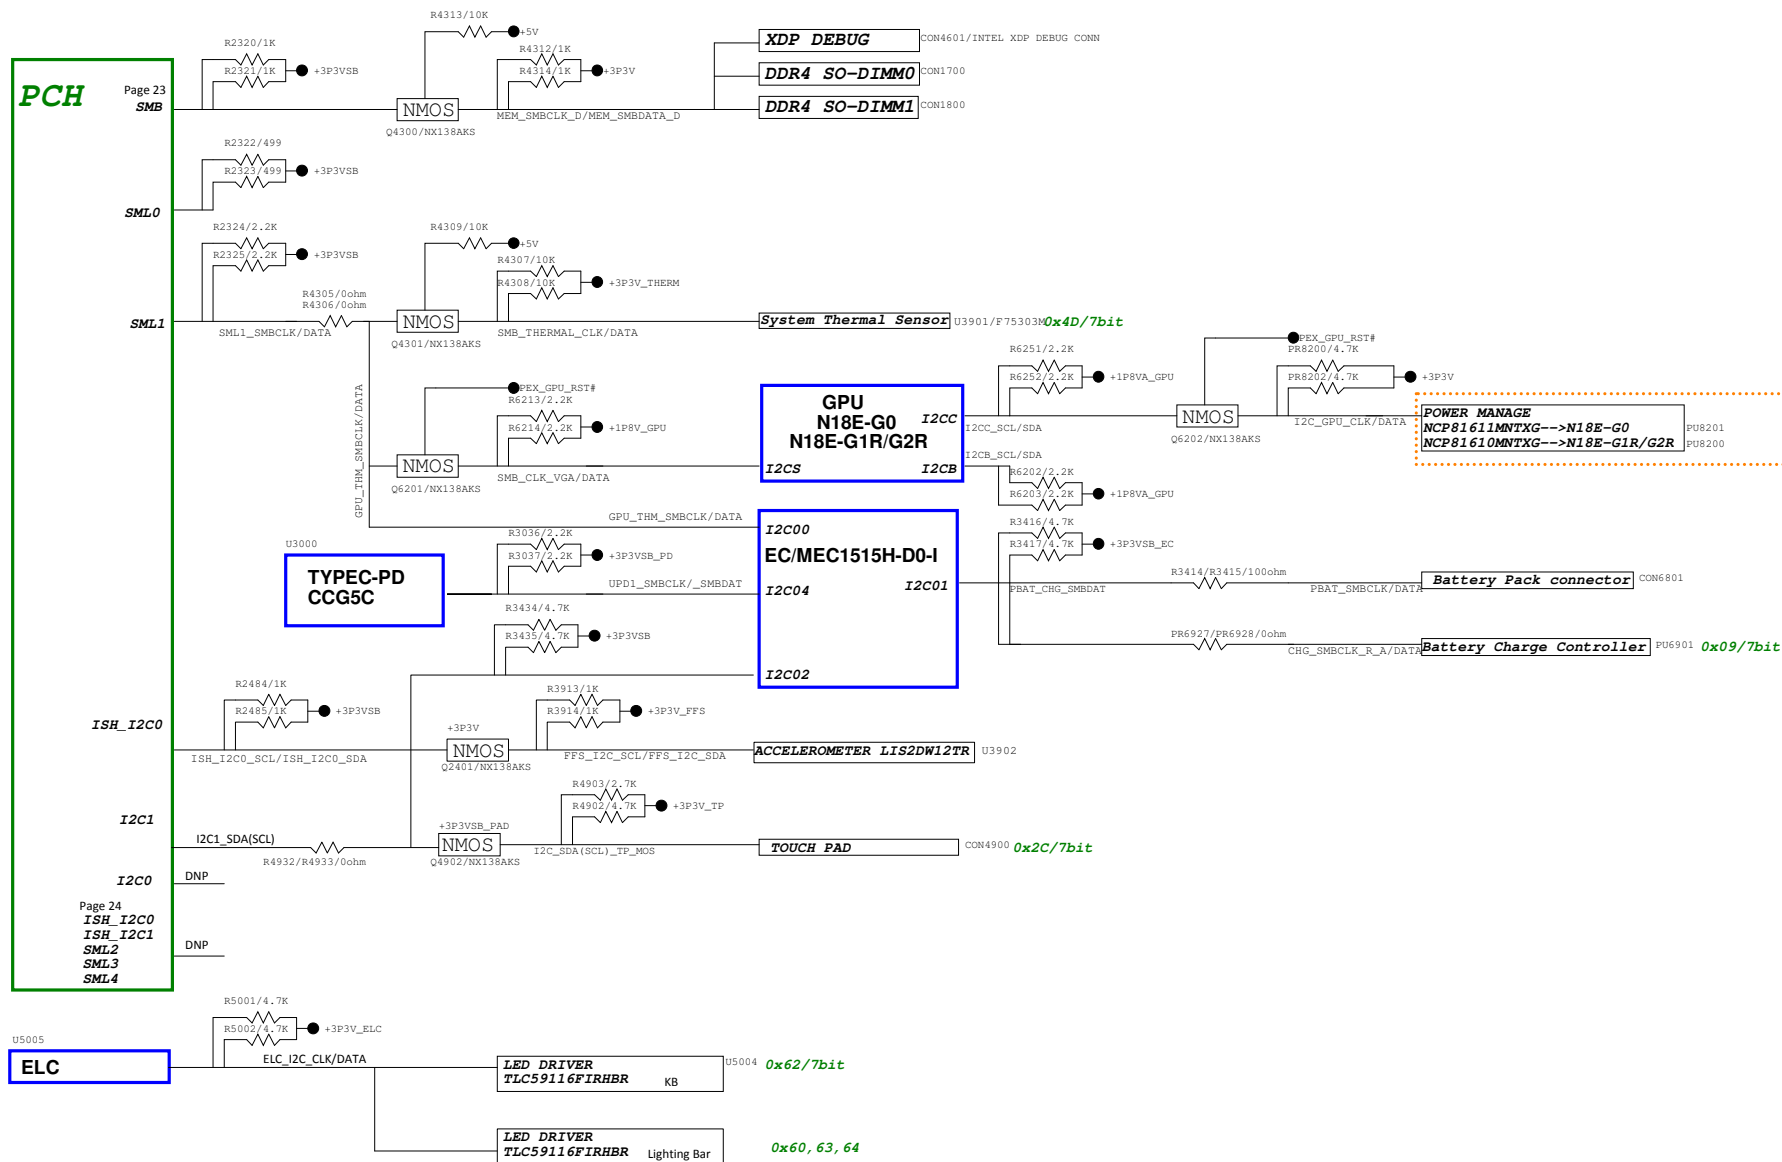 R4313/10K
+5V
R2320/1K
R2321/1K
+3P3VSB
R4312/1K
R4314/1K
+3P3V
XDP DEBUG
CON4601/INTEL XDP DEBUG CONN
DDR4 SO-DIMM0
CON1700
DDR4 SO-DIMM1
CON1800
PCH
Page 23
SMB
NMOS
Q4300/NX138AKS
MEM_SMBCLK_D/MEM_SMBDATA_D
R2322/499
R2323/499
+3P3VSB
SML0
R2324/2.2K
R2325/2.2K
+3P3VSB
R4309/10K
+5V
R4307/10K
R4308/10K
+3P3V_THERM
R4305/0ohm
R4306/0ohm
SML1
SML1_SMBCLK/DATA
NMOS
Q4301/NX138AKS
SMB_THERMAL_CLK/DATA
System Thermal Sensor
U3901/F75303M
0x4D/7bit
GPU_THM_SMBCLK/DATA
PEX_GPU_RST#
R6213/2.2K
R6214/2.2K
+1P8V_GPU
NMOS
Q6201/NX138AKS
SMB_CLK_VGA/DATA
GPU
N18E-G0
N18E-G1R/G2R
I2CC
I2CS
I2CB
R6251/2.2K
R6252/2.2K
+1P8VA_GPU
I2CC_SCL/SDA
I2CB_SCL/SDA
R6202/2.2K
R6203/2.2K
+1P8VA_GPU
PEX_GPU_RST#
PR8200/4.7K
PR8202/4.7K
+3P3V
NMOS
Q6202/NX138AKS
I2C_GPU_CLK/DATA
POWER MANAGE
NCP81611MNTXG-->N18E-G0
NCP81610MNTXG-->N18E-G1R/G2R
PU8201
PU8200
GPU_THM_SMBCLK/DATA
U3000
TYPEC-PD
CCG5C
R3036/2.2K
R3037/2.2K
+3P3VSB_PD
UPD1_SMBCLK/_SMBDAT
I2C00
EC/MEC1515H-D0-I
I2C04
I2C01
I2C02
R3416/4.7K
R3417/4.7K
+3P3VSB_EC
PBAT_CHG_SMBDAT
R3414/R3415/100ohm
PBAT_SMBCLK/DATA
Battery Pack connector
CON6801
PR6927/PR6928/0ohm
CHG_SMBCLK_R_A/DATA
Battery Charge Controller
PU6901
0x09/7bit
R3434/4.7K
R3435/4.7K
+3P3VSB
R2484/1K
R2485/1K
+3P3VSB
ISH_I2C0
ISH_I2C0_SCL/ISH_I2C0_SDA
+3P3V
NMOS
Q2401/NX138AKS
R3913/1K
R3914/1K
+3P3V_FFS
FFS_I2C_SCL/FFS_I2C_SDA
ACCELEROMETER LIS2DW12TR
U3902
I2C1
I2C1_SDA(SCL)
R4932/R4933/0ohm
+3P3VSB_PAD
NMOS
Q4902/NX138AKS
R4903/2.7K
R4902/4.7K
+3P3V_TP
I2C_SDA(SCL)_TP_MOS
TOUCH PAD
CON4900
0x2C/7bit
I2C0
DNP
Page 24
ISH_I2C0
ISH_I2C1
SML2
SML3
SML4
DNP
R5001/4.7K
R5002/4.7K
+3P3V_ELC
U5005
ELC
ELC_I2C_CLK/DATA
LED DRIVER
TLC59116FIRHBR
KB
U5004
0x62/7bit
LED DRIVER
TLC59116FIRHBR
Lighting Bar
0x60,63,64